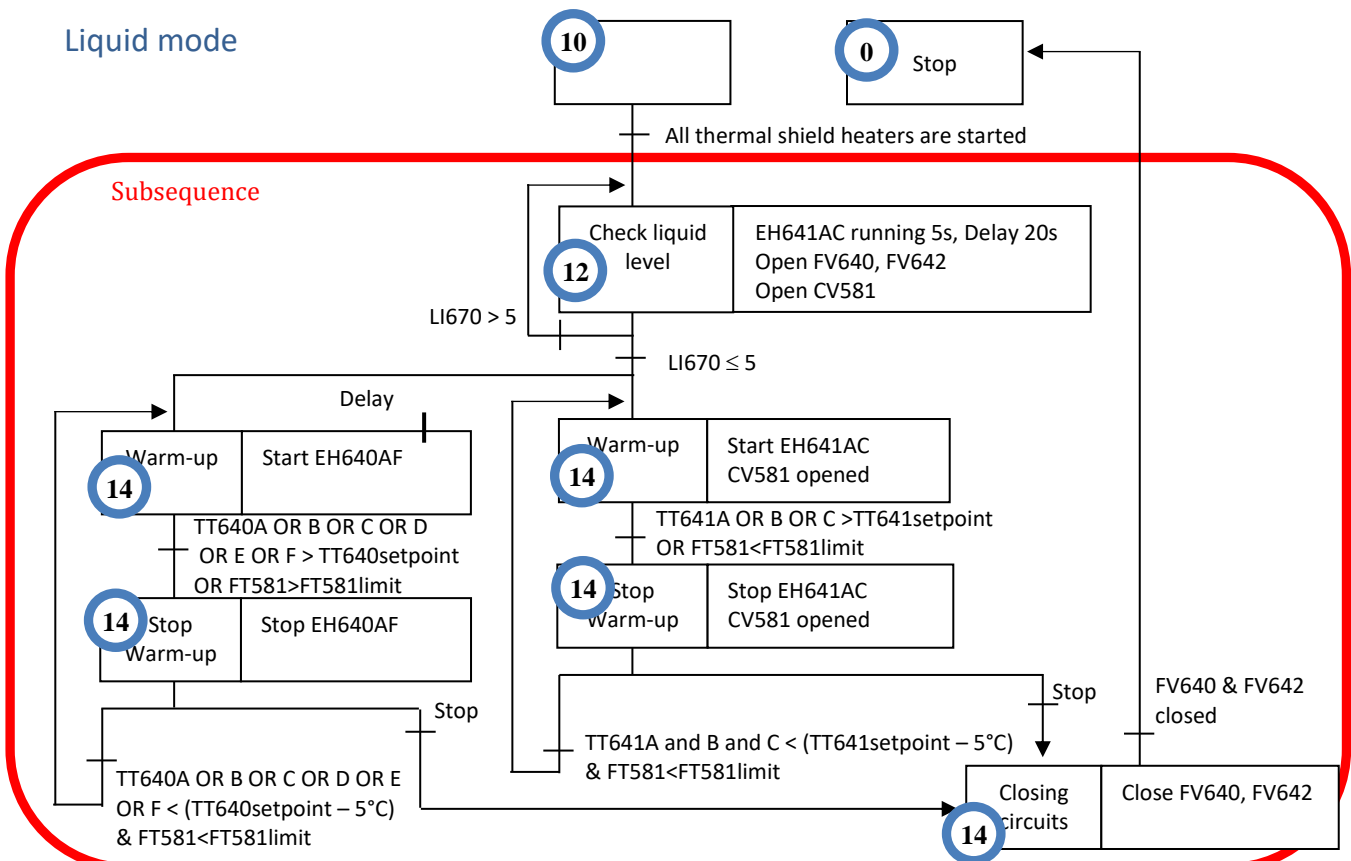 Liquid mode
10
0
Stop
All thermal shield heaters are started
Subsequence
Check liquid
level
12
EH641AC running 5s, Delay 20s
Open FV640, FV642
Open CV581
LI670 > 5
LI670 ≤ 5
Delay
Warm-up
14
Start EH640AF
Warm-up
14
Start EH641AC
CV581 opened
TT640A OR B OR C OR D
OR E OR F > TT640setpoint
OR FT581>FT581limit
TT641A OR B OR C >TT641setpoint
OR FT581<FT581limit
14
Stop
Warm-up
Stop EH640AF
14
Stop
Warm-up
Stop EH641AC
CV581 opened
Stop
Stop
FV640 & FV642
closed
TT640A OR B OR C OR D OR E
OR F < (TT640setpoint – 5°C)
& FT581<FT581limit
TT641A and B and C < (TT641setpoint – 5°C)
& FT581<FT581limit
Closing
circuits
14
Close FV640, FV642